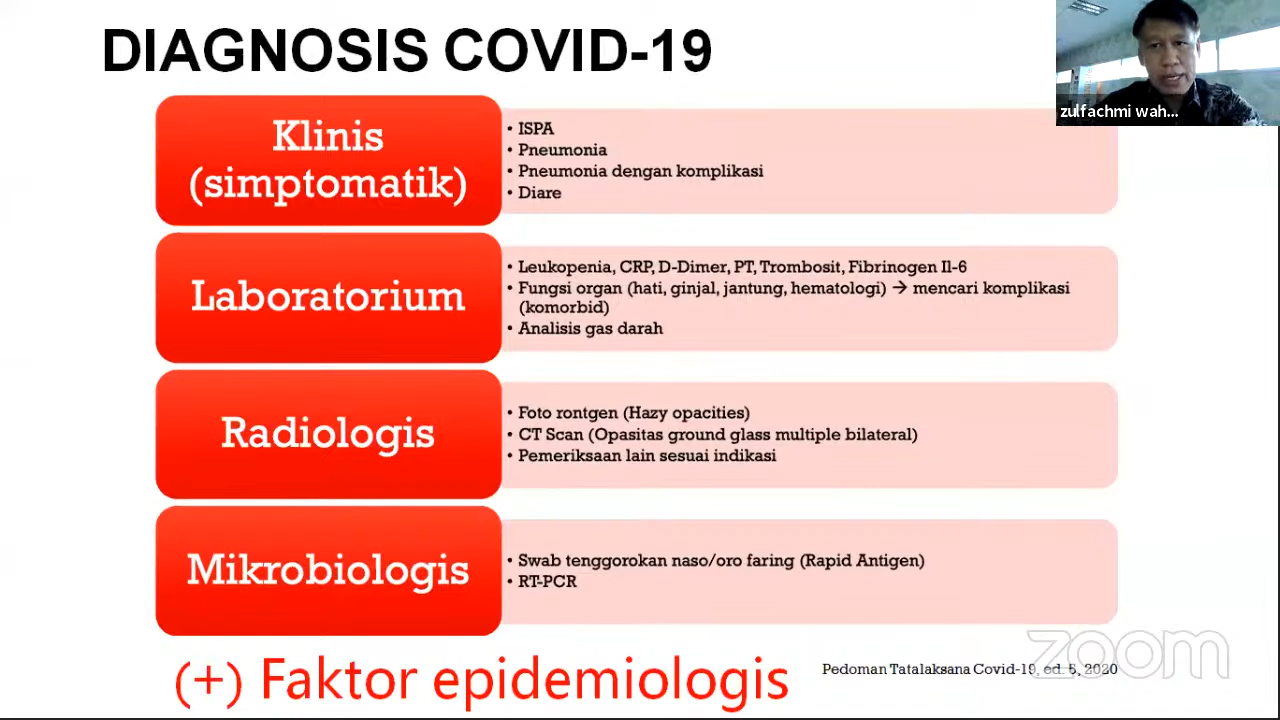 DIAGNOSIS COVID-19
zulfachmi wah...
Klinis
(simptomatik)
• ISPA
• Pneumonia
• Pneumonia dengan komplikasi
• Diare
Laboratorium
• Leukopenia, CRP, D-Dimer, PT, Trombosit, Fibrinogen Il-6
• Fungsi organ (hati, ginjal, jantung, hematologi) → mencari komplikasi
(komorbid)
• Analisis gas darah
Radiologis
• Foto rontgen (Hazy opacities)
• CT Scan (Opasitas ground glass multiple bilateral)
• Pemeriksaan lain sesuai indikasi
Mikrobiologis
• Swab tenggorokan naso/oro faring (Rapid Antigen)
• RT-PCR
(+) Faktor epidemiologis
Pedoman Tatalaksana Covid-19, ed. 5, 2020
zoom